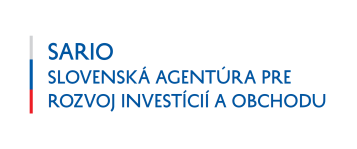 SARIO
SLOVENSKÁ AGENTÚRA PRE
ROZVOJ INVESTÍCIÍ A OBCHODU